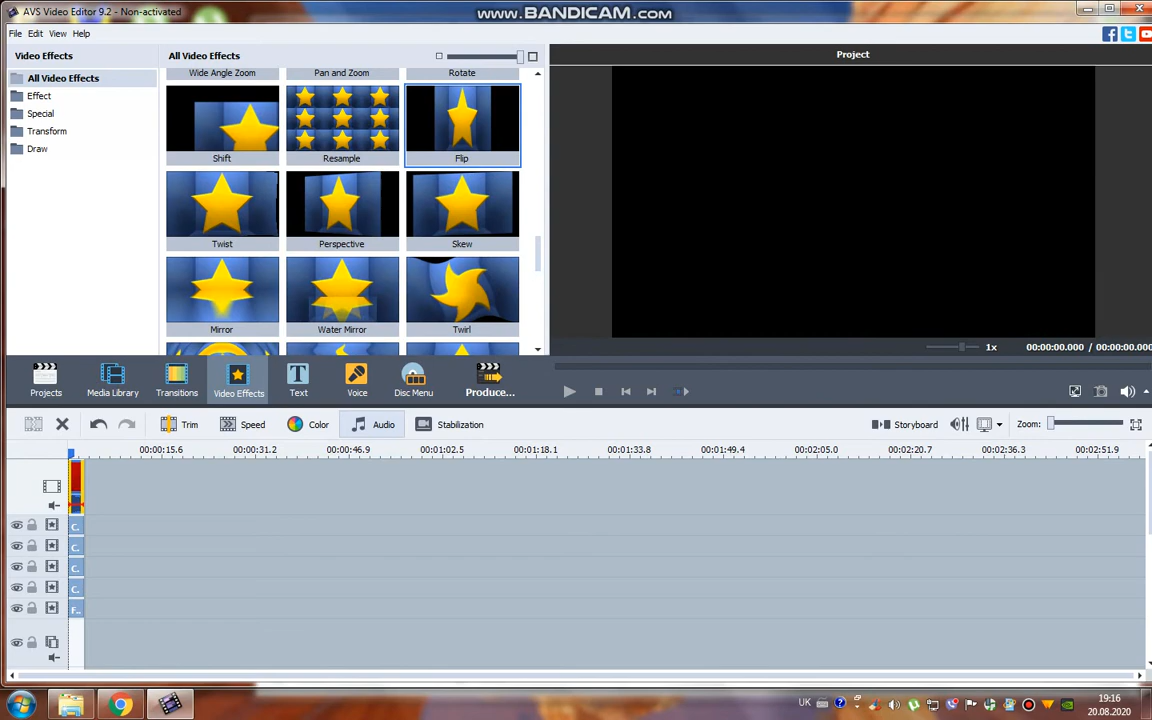 AVS Video Editor 9.2 - Non-activated
www.BANDICAM.com
File Edit View Help
Video Effects
All Video Effects
Project
All Video Effects
Effect
Special
Transform
Draw
Wide Angle Zoom Pan and Zoom Rotate
Shift Resample Flip
Twist Perspective Skew
Mirror Water Mirror Twirl
1x 00:00:00.000 / 00:00:00.000
Projects Media Library Transitions Video Effects Text Voice Disc Menu Produce...
Trim Speed Color Audio Stabilization Storyboard Zoom:
00:00:15.6 00:00:31.2 00:00:46.9 00:01:02.5 00:01:18.1 00:01:33.8 00:01:49.4 00:02:05.0 00:02:20.7 00:02:36.3 00:02:51.9
C.
C.
C.
C.
F...
UK
19:16
20.08.2020